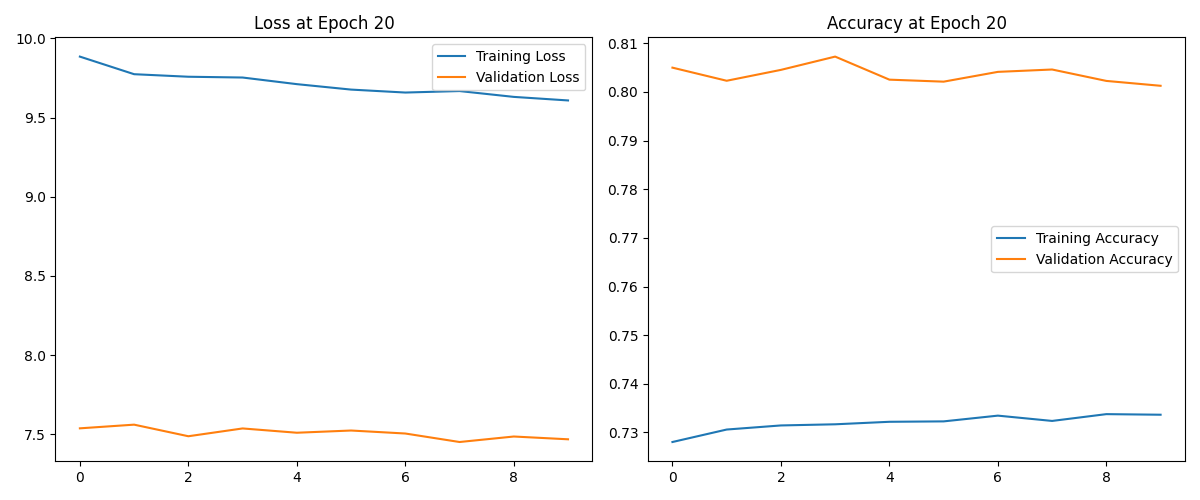 Loss at Epoch 20
10.0
9.5
9.0
8.5
8.0
7.5
0 2 4 6 8
Training Loss
Validation Loss
Accuracy at Epoch 20
0.81
0.80
0.79
0.78
0.77
0.76
0.75
0.74
0.73
0 2 4 6 8
Training Accuracy
Validation Accuracy